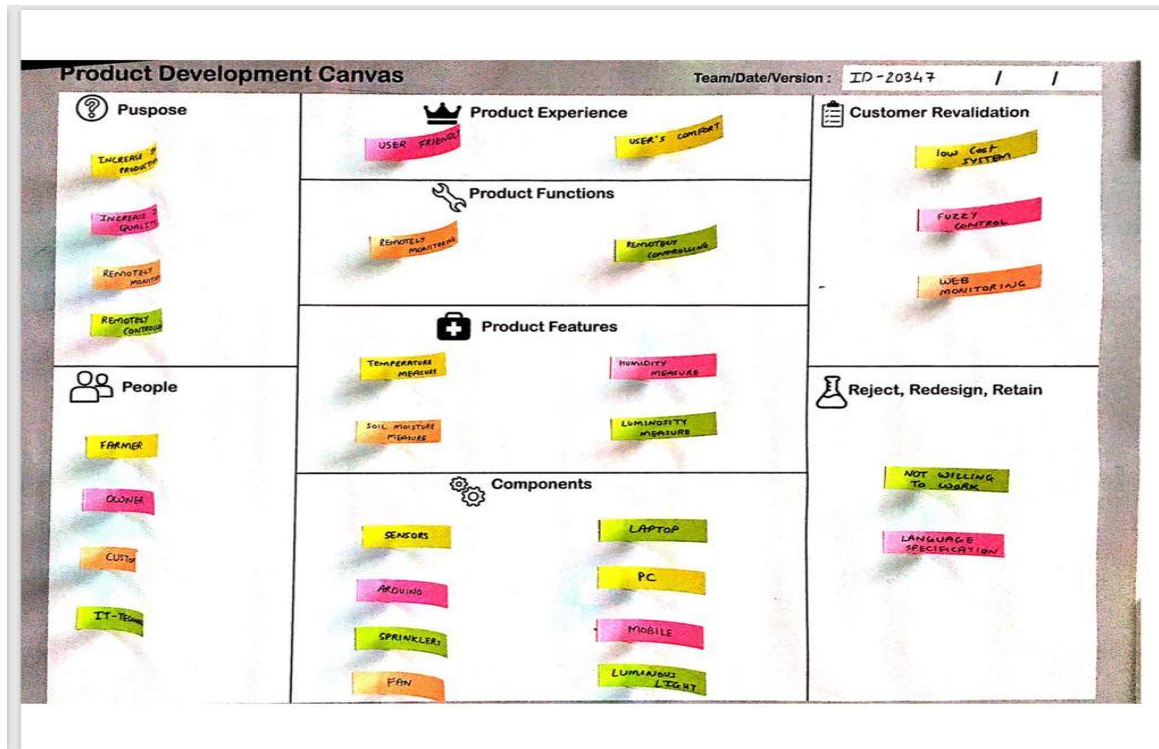 Product Development Canvas
Team/Date/Version : ID-20347 / /
Puspose
INCREASE
PRODUCTI
INCREASE
QUALIT
REMOTELY
MONITO
REMOTELY
CONTROLL
People
FARMER
OWNER
CUSTO
IT-TECHN
Product Experience
USER FRIENDLY
USER'S COMFORT
Product Functions
REMOTELY
MONITORING
REMOTELY
CONTROLLING
Product Features
TEMPERATURE
MEASURE
HUMIDITY
MEASURE
SOIL MOISTURE
MEASURE
LUMINOSITY
MEASURE
Components
SENSORS
LAPTOP
ARDUINO
PC
SPRINKLERS
MOBILE
FAN
LUMINOUS
LIGHT
Customer Revalidation
low Cost
SYSTEM
FUZZY
CONTROL
WEB
MONITORING
Reject, Redesign, Retain
NOT WILLING
TO WORK
LANGUAGE
SPECIFICATION